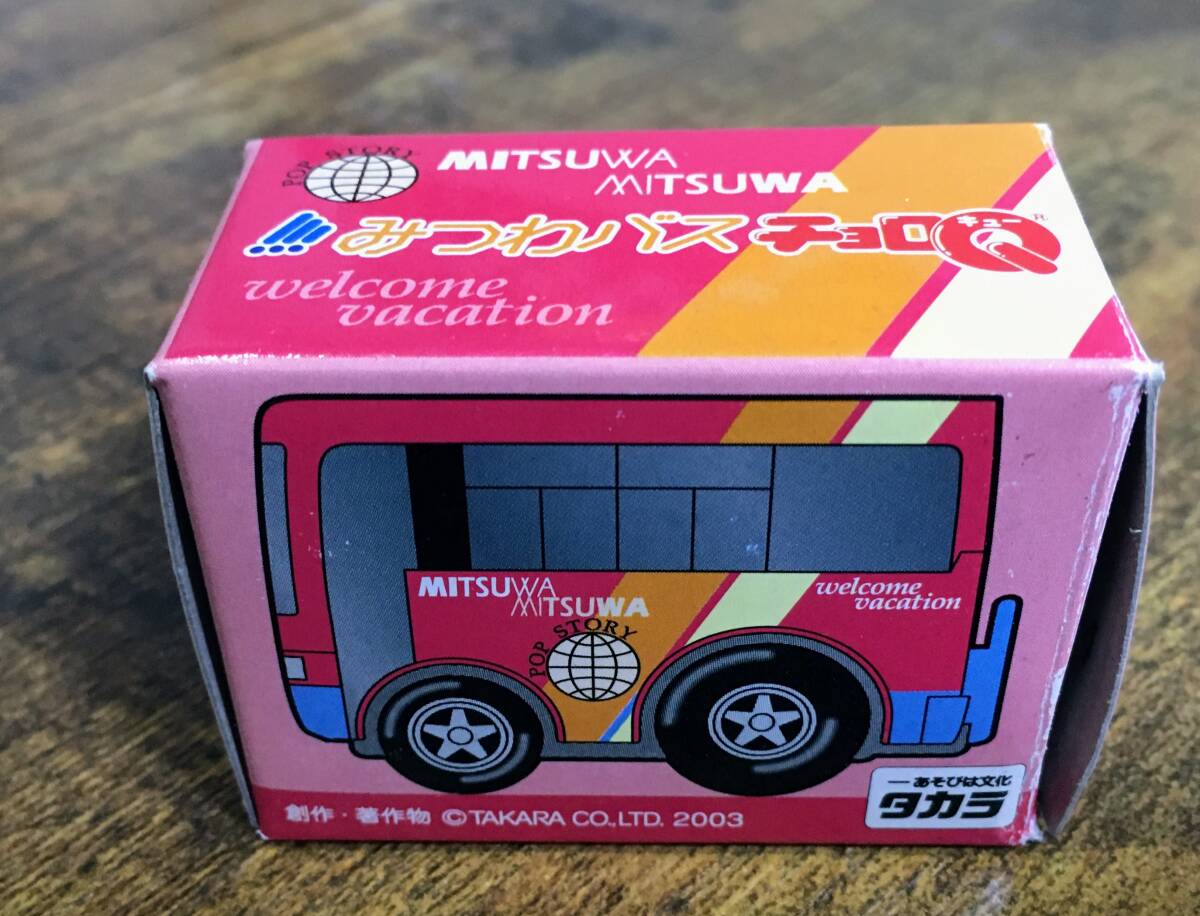 POP STORY
MITSUWA
MITSUWA
みつわバス チョロQ キュー ®
welcome
vacation
MITSUWA
MITSUWA
POP STORY
welcome
vacation
創作・著作物 ©TAKARA CO.,LTD. 2003
あそびは文化
タカラ